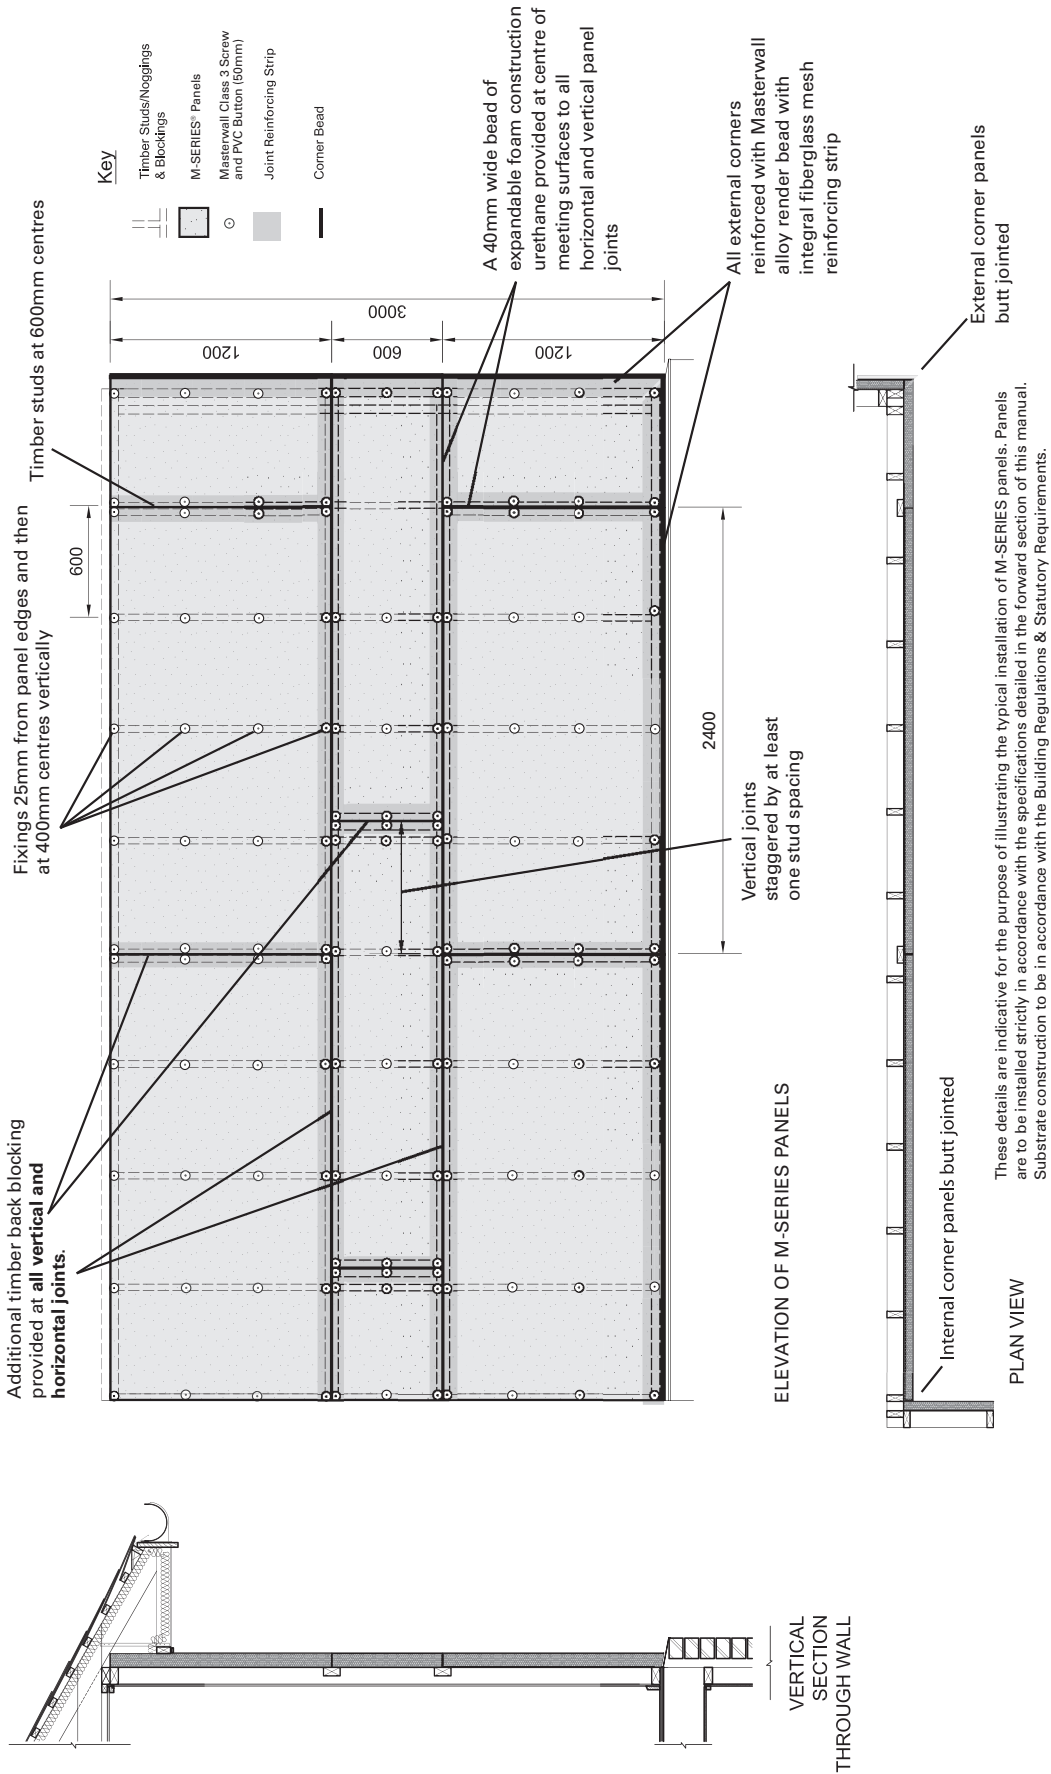 Additional timber back blocking
provided at all vertical and
horizontal joints.
Fixings 25mm from panel edges and then
at 400mm centres vertically
Timber studs at 600mm centres
600
Key
Timber Studs/Noggings
& Blockings
M-SERIES® Panels
Masterwall Class 3 Screw
and PVC Button (50mm)
Joint Reinforcing Strip
Corner Bead
1200
600
1200
3000
A 40mm wide bead of
expandable foam construction
urethane provided at centre of
meeting surfaces to all
horizontal and vertical panel
joints
All external corners
reinforced with Masterwall
alloy render bead with
integral fiberglass mesh
reinforcing strip
2400
Vertical joints
staggered by at least
one stud spacing
ELEVATION OF M-SERIES PANELS
VERTICAL
SECTION
THROUGH WALL
External corner panels
butt jointed
Internal corner panels butt jointed
PLAN VIEW
These details are indicative for the purpose of illustrating the typical installation of M-SERIES panels. Panels
are to be installed strictly in accordance with the specifications detailed in the forward section of this manual.
Substrate construction to be in accordance with the Building Regulations & Statutory Requirements.